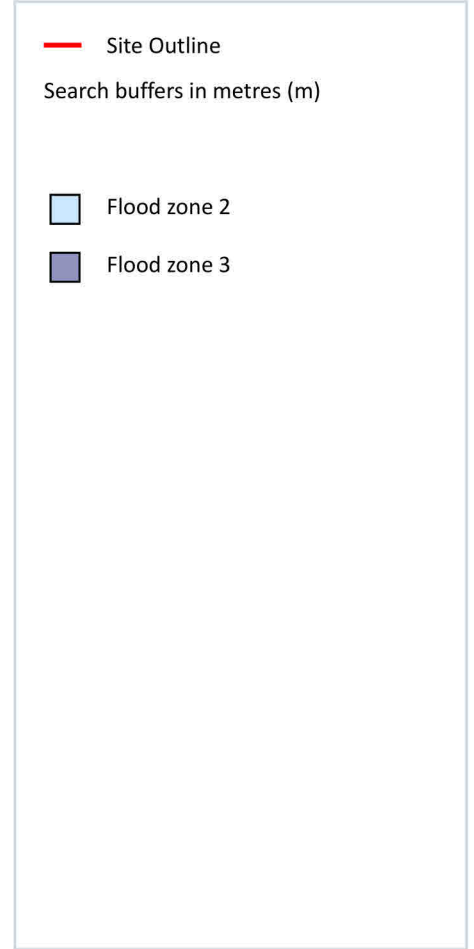 Site Outline
Search buffers in metres (m)
Flood zone 2
Flood zone 3